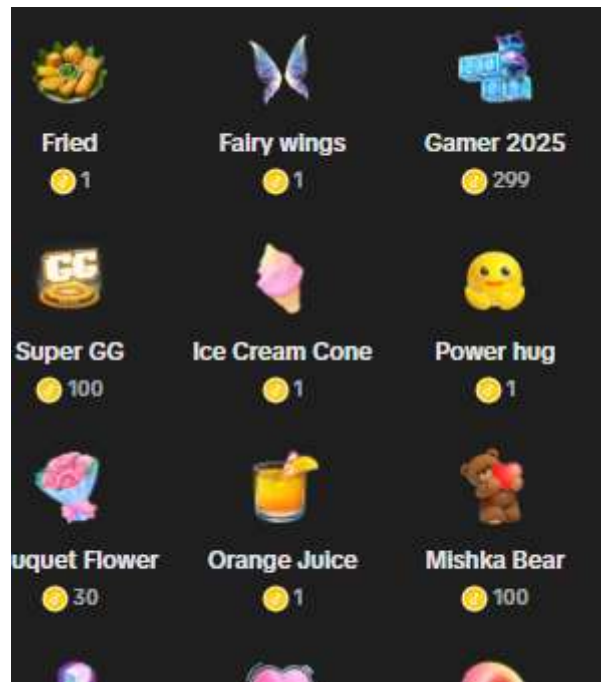 Fried
Fairy wings
Gamer 2025
1
1
299
GG
Super GG
Ice Cream Cone
Power hug
100
1
1
uquet Flower
Orange Juice
Mishka Bear
30
1
100